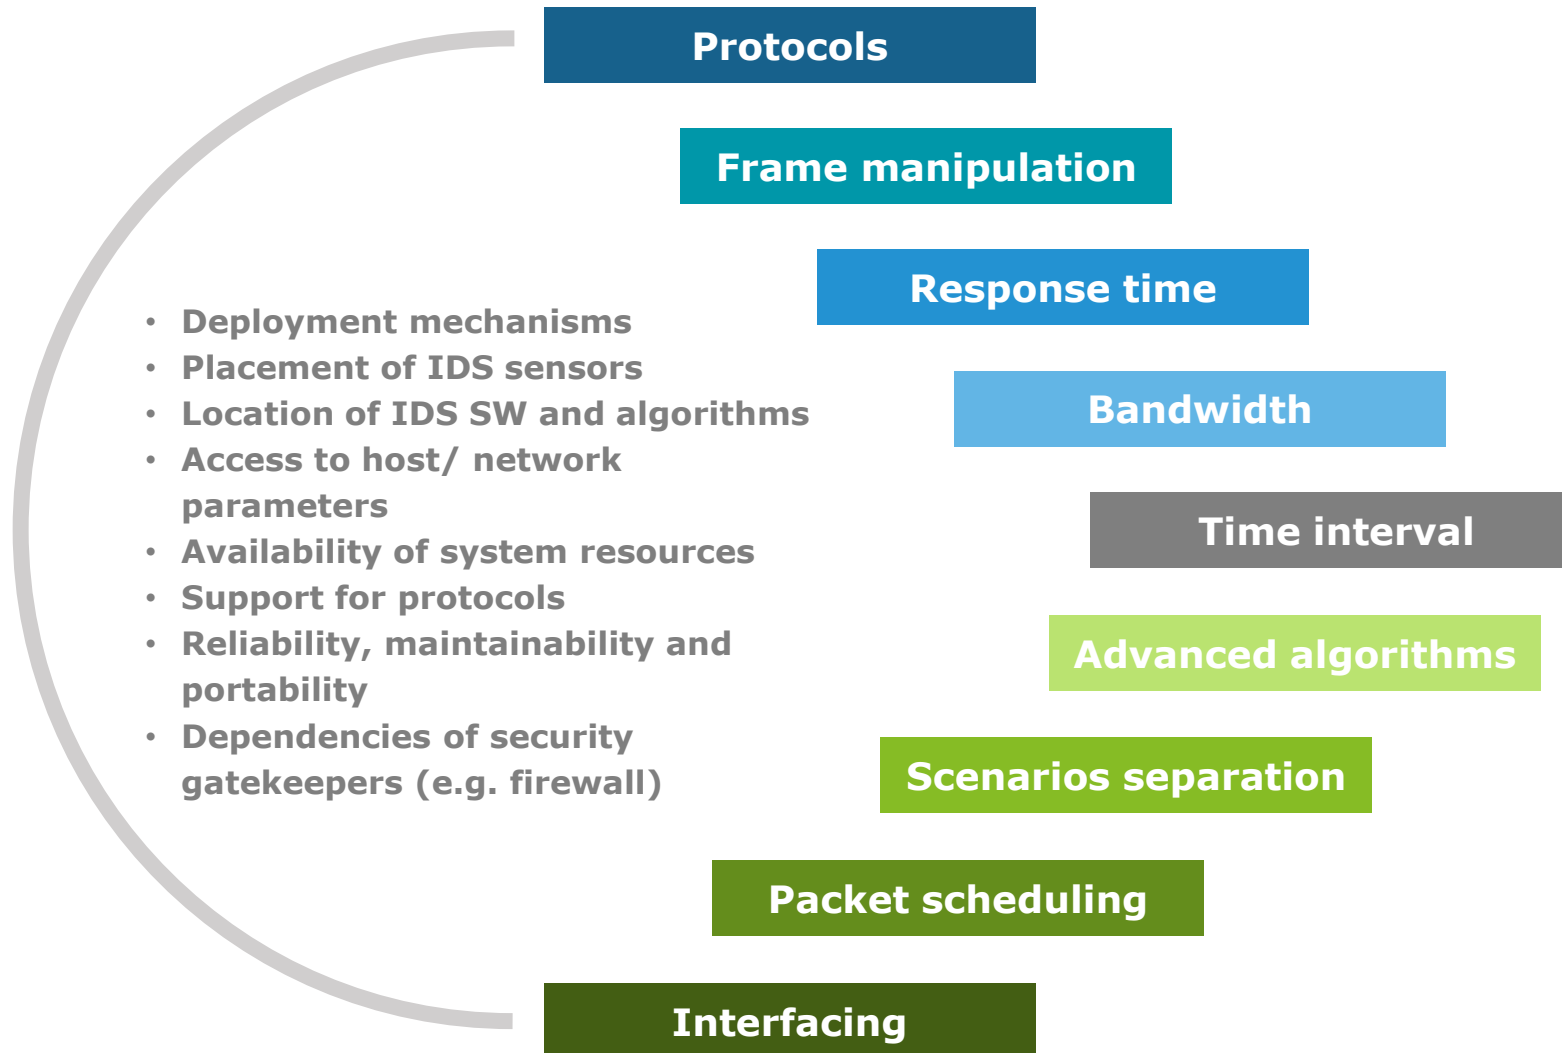 Protocols
Frame manipulation
Response time
Bandwidth
Time interval
Advanced algorithms
Scenarios separation
Packet scheduling
Interfacing
• Deployment mechanisms
• Placement of IDS sensors
• Location of IDS SW and algorithms
• Access to host/ network
parameters
• Availability of system resources
• Support for protocols
• Reliability, maintainability and
portability
• Dependencies of security
gatekeepers (e.g. firewall)